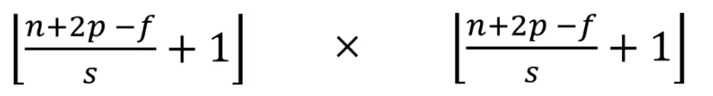 ⌊(n+2p −f)/s + 1⌋ × ⌊(n+2p −f)/s + 1⌋